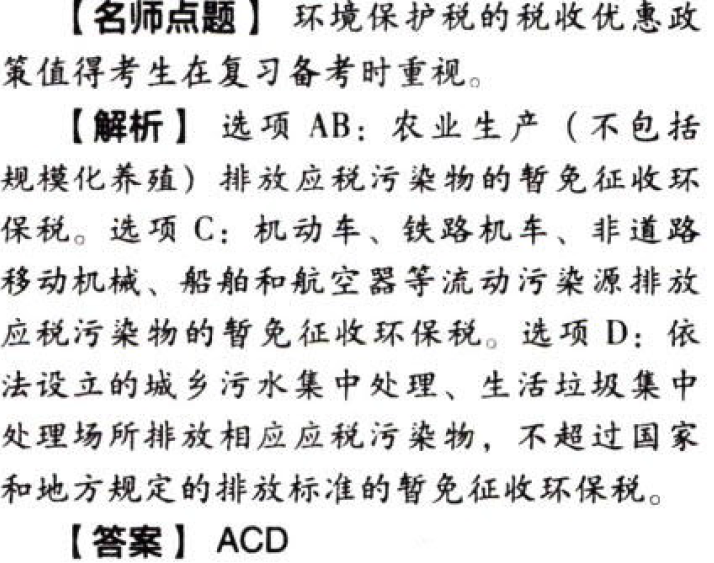 【名师点题】 环境保护税的税收优惠政
策值得考生在复习备考时重视。
【解析】 选项 AB：农业生产（不包括
规模化养殖）排放应税污染物的暂免征收环
保税。选项 C：机动车、铁路机车、非道路
移动机械、船舶和航空器等流动污染源排放
应税污染物的暂免征收环保税。选项 D：依
法设立的城乡污水集中处理、生活垃圾集中
处理场所排放相应应税污染物，不超过国家
和地方规定的排放标准的暂免征收环保税。
【答案】 ACD